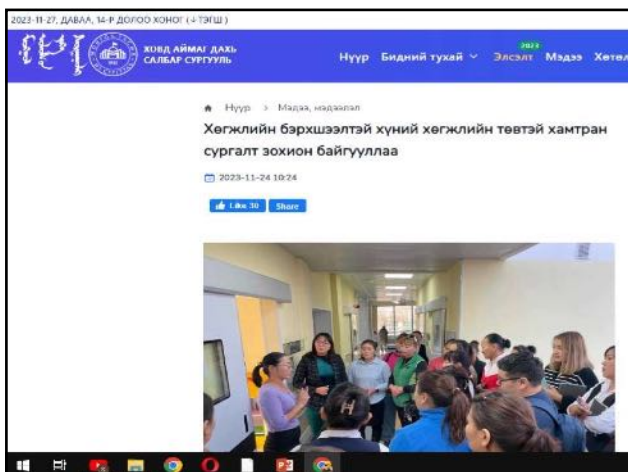 2023-11-27, ДАВАА, 14-Р ДОЛОО ХОНОГ (↓ТЭГШ)
ХОВД АЙМАГ ДАХЬ
САЛБАР СУРГУУЛЬ
Нүүр Бидний тухай Элсэлт 2023 Мэдээ
Нүүр > Мэдээ, мэдээлэл
Хөгжлийн бэрхшээлтэй хүний хөгжлийн төвтэй хамтран
сургалт зохион байгууллаа
2023-11-24 10:24
Like 30 Share